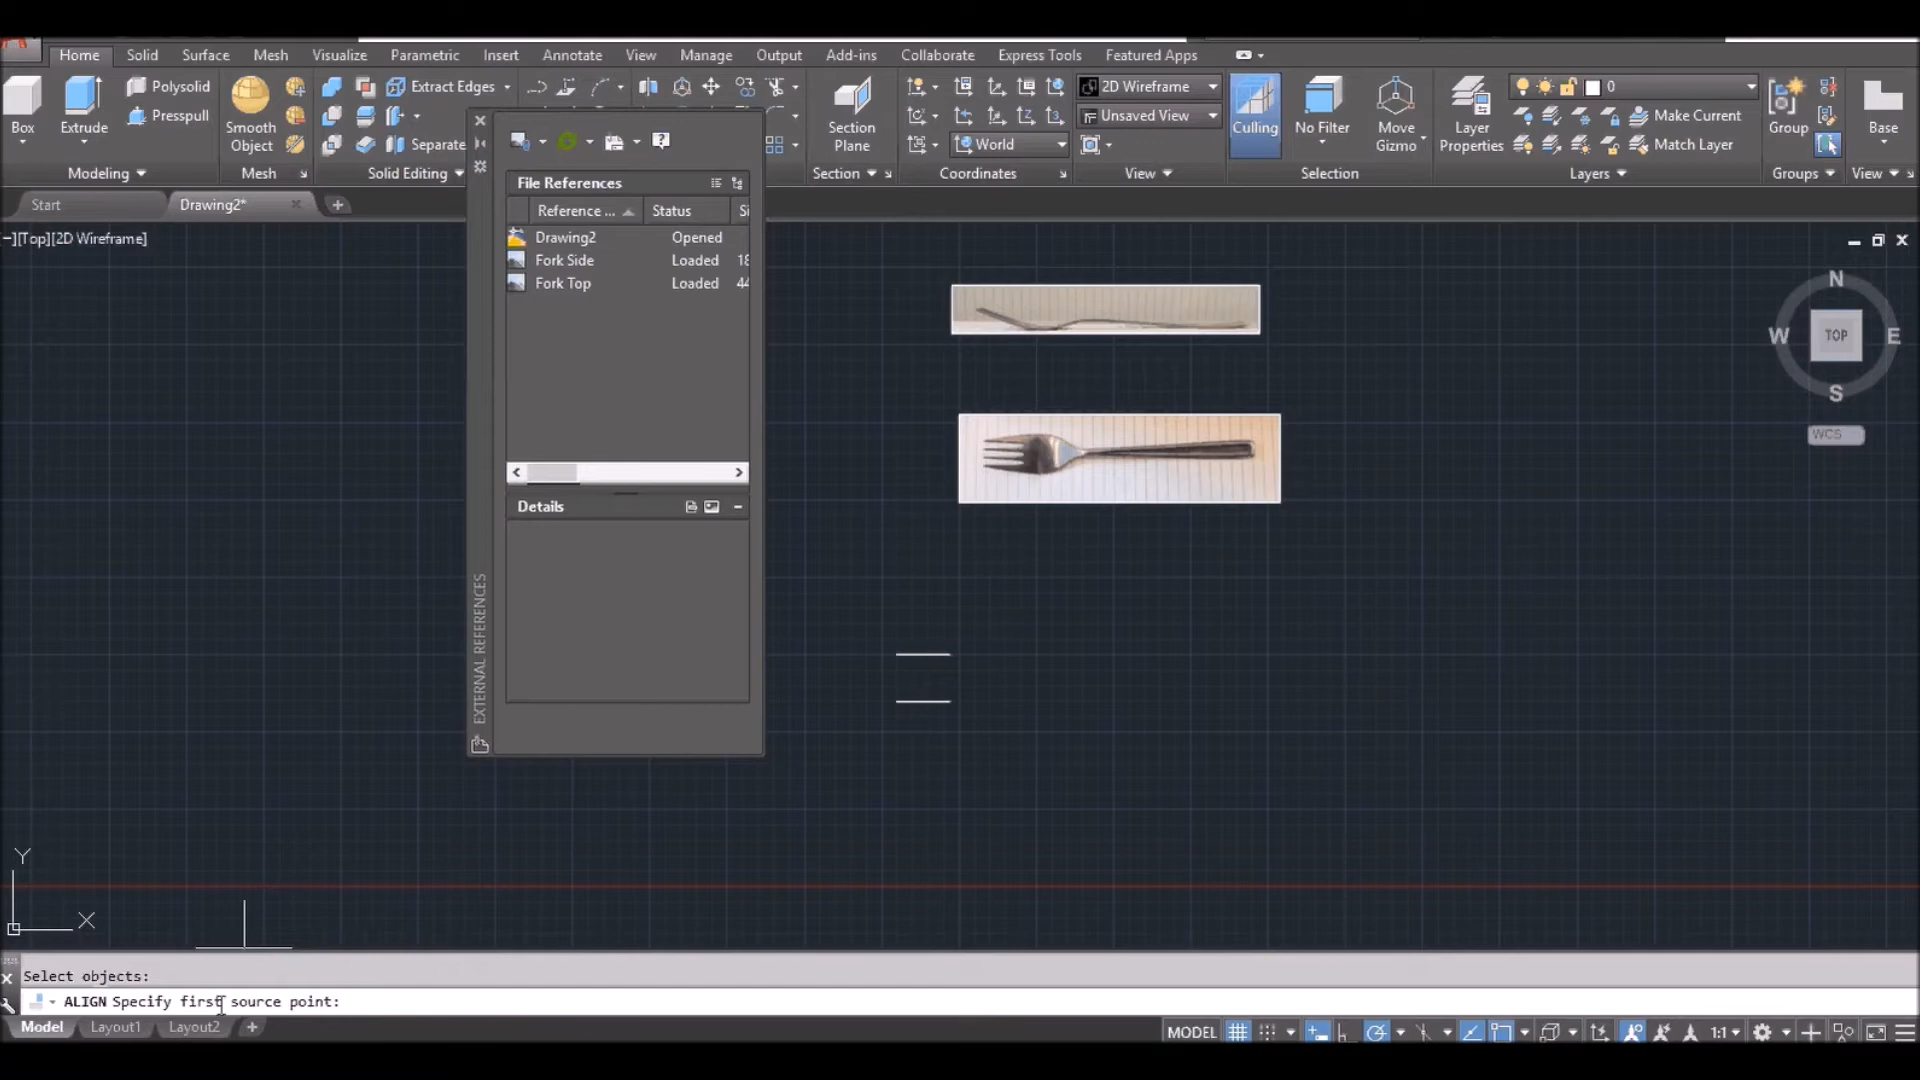 Home Solid Surface Mesh Visualize Parametric Insert Annotate View Manage Output Add-ins Collaborate Express Tools Featured Apps
Polysolid Extract Edges 2D Wireframe 0
Presspull Unsaved View Make Current
Box Extrude Smooth Object Separate Section Plane World Culling No Filter Move Gizmo Layer Properties Match Layer Group Base
Modeling Mesh Solid Editing Section Coordinates View Selection Layers Groups View
Start Drawing2* +
[−][Top][2D Wireframe]
File References
Reference ... Status Si
Drawing2 Opened
Fork Side Loaded 18
Fork Top Loaded 44
Details
EXTERNAL REFERENCES
N
W TOP E
S
WCS
Y
X
Select objects:
ALIGN Specify first source point:
Model Layout1 Layout2 +
MODEL 1:1